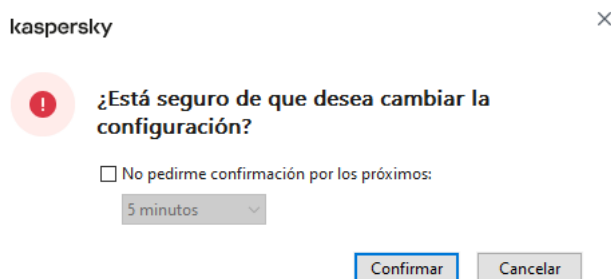 kaspersky
¿Está seguro de que desea cambiar la
configuración?
No pedirme confirmación por los próximos:
5 minutos
Confirmar Cancelar